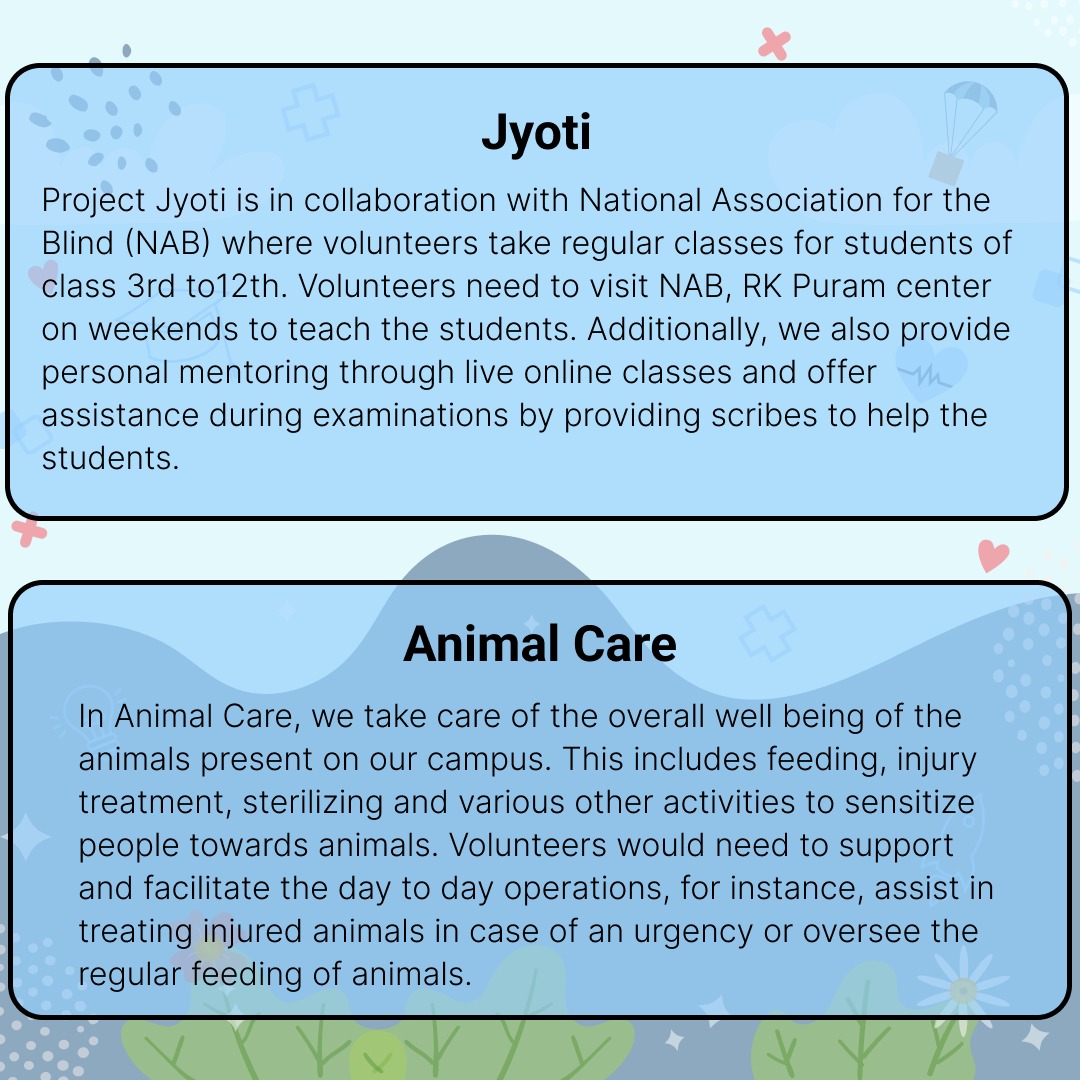 Jyoti
Project Jyoti is in collaboration with National Association for the
Blind (NAB) where volunteers take regular classes for students of
class 3rd to12th. Volunteers need to visit NAB, RK Puram center
on weekends to teach the students. Additionally, we also provide
personal mentoring through live online classes and offer
assistance during examinations by providing scribes to help the
students.
Animal Care
In Animal Care, we take care of the overall well being of the
animals present on our campus. This includes feeding, injury
treatment, sterilizing and various other activities to sensitize
people towards animals. Volunteers would need to support
and facilitate the day to day operations, for instance, assist in
treating injured animals in case of an urgency or oversee the
regular feeding of animals.